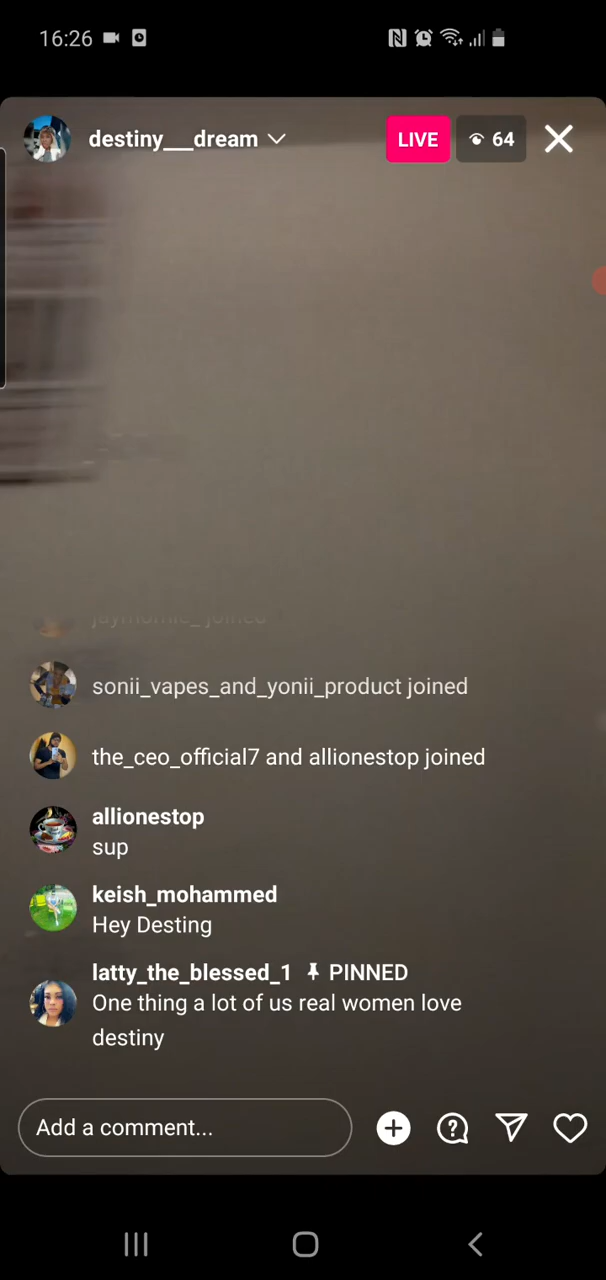 16:26
destiny___dream
LIVE
64
joined
sonii_vapes_and_yonii_product joined
the_ceo_official7 and allionestop joined
allionestop
sup
keish_mohammed
Hey Desting
latty_the_blessed_1 PINNED
One thing a lot of us real women love
destiny
Add a comment...